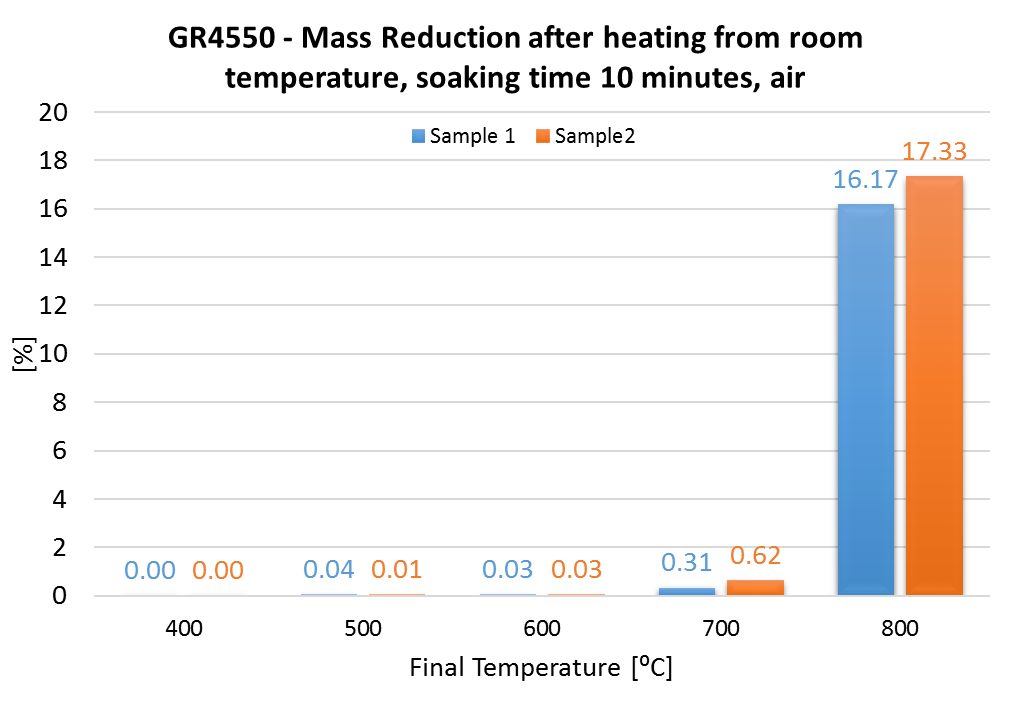 GR4550 - Mass Reduction after heating from room
temperature, soaking time 10 minutes, air
Sample 1 Sample2
20
18
16
14
12
10
8
6
4
2
0
[%]
0.00 0.00 0.04 0.01 0.03 0.03 0.31 0.62 16.17 17.33
400 500 600 700 800
Final Temperature [⁰C]